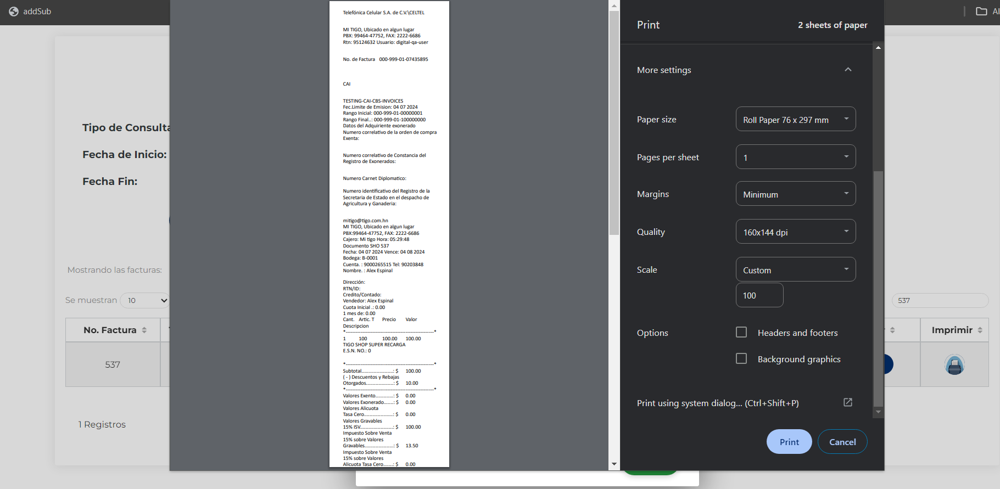 addSub
Al
Tipo de Consulta
Fecha de Inicio:
Fecha Fin:
Mostrando las facturas:
Se muestran 10
537
No. Factura
Imprimir
537
1 Registros
Telefónica Celular S.A. de C.V.\CELTEL
MI TIGO, Ubicado en algun lugar
PBX: 99464-47752, FAX: 2222-6686
Rtn: 95124632 Usuario: digital-qa-user
No. de Factura 000-999-01-07435895
CAI
TESTING-CAI-CBS-INVOICES
Fec.Limite de Emision: 04 07 2024
Rango Inicial: 000-999-01-00000001
Rango Final..: 000-999-01-100000000
Datos del Adquiriente exonerado
Numero correlativo de la orden de compra
Exenta:
Numero correlativo de Constancia del
Registro de Exonerados:
Numero Carnet Diplomatico:
Numero identificativo del Registro de la
Secretaria de Estado en el despacho de
Agricultura y Ganaderia:
mitigo@tigo.com.hn
MI TIGO, Ubicado en algun lugar
PBX:99464-47752, FAX: 2222-6686
Cajero: Mi tigo Hora: 05:29:48
Documento SHO 537
Fecha: 04 07 2024 Vence: 04 08 2024
Bodega: B-0001
Cuenta. : 9000265515 Tel: 90203848
Nombre. : Alex Espinal
Dirección:
RTN/ID:
Credito/Contado:
Vendedor: Alex Espinal
Cuota Inicial .: 0.00
1 mes de: 0.00
Cant. Artic. T Precio Valor
Descripcion
*-----------------------------------------------------*
1 100 100.00 100.00
TIGO SHOP SUPER RECARGA
E.S.N. NO.: 0
*-----------------------------------------------------*
Subtotal.......................: $ 100.00
( - ) Descuentos y Rebajas
Otorgados....................: $ 10.00
*-----------------------------------------------------*
Valores Exento.............: $ 0.00
Valores Exonerado.......: $ 0.00
Valores Alicuota
Tasa Cero.....................: $ 0.00
Valores Gravables
15% ISV........................: $ 100.00
Impuesto Sobre Venta
15% sobre Valores
Gravables.....................: $ 13.50
Impuesto Sobre Venta
15% sobre Valores
Alicuota Tasa Cero.......: $ 0.00
Print
2 sheets of paper
More settings
Paper size Roll Paper 76 x 297 mm
Pages per sheet 1
Margins Minimum
Quality 160x144 dpi
Scale Custom
100
Options Headers and footers
Background graphics
Print using system dialog... (Ctrl+Shift+P)
Print Cancel